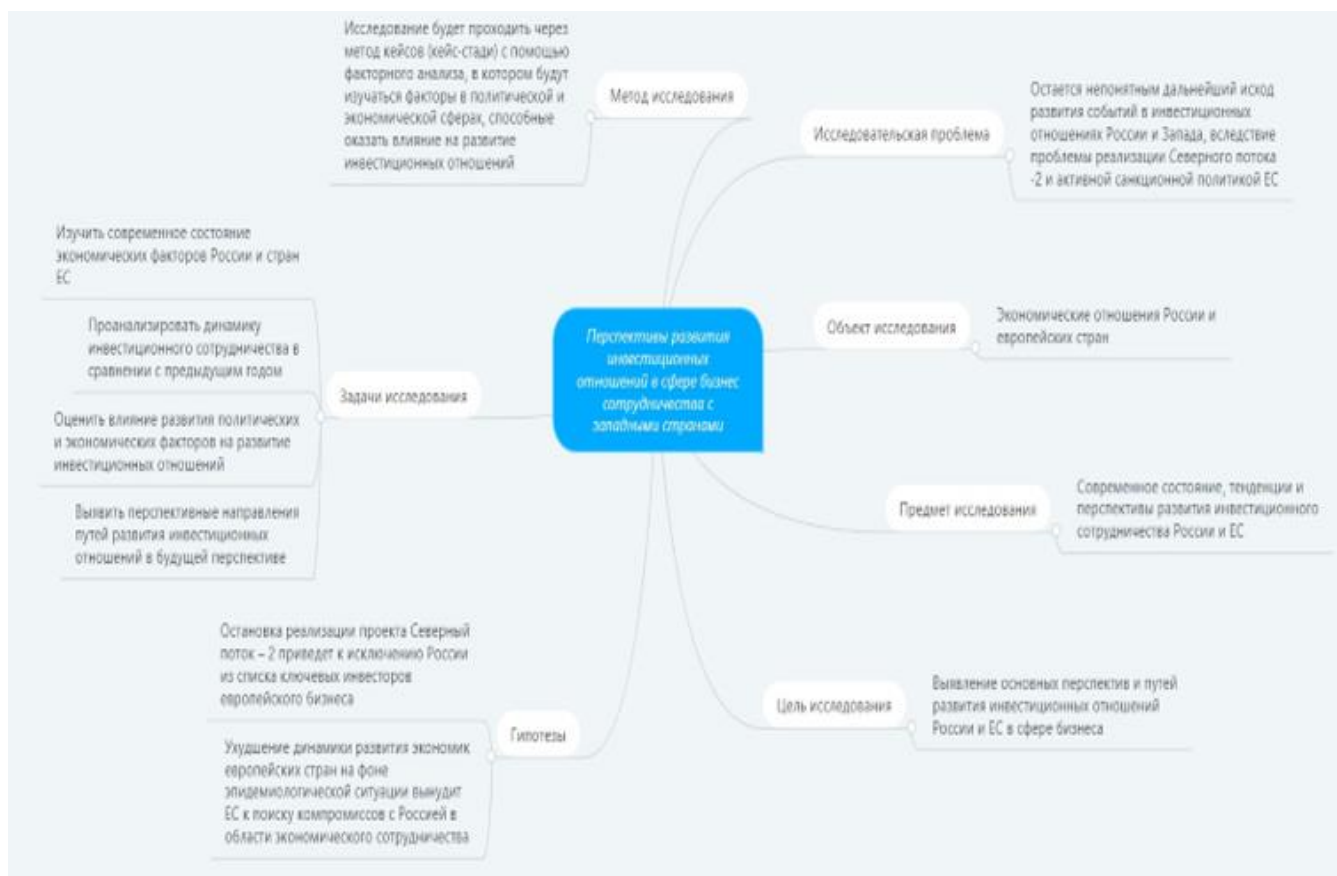 Перспективы развития
инвестиционных
отношений в сфере бизнес
сотрудничества с
западными странами
Исследовательская проблема
Остается непонятным дальнейший исход
развития событий в инвестиционных
отношениях России и Запада, вследствие
проблемы реализации Северного потока
-2 и активной санкционной политикой ЕС
Объект исследования
Экономические отношения России и
европейских стран
Предмет исследования
Современное состояние, тенденции и
перспективы развития инвестиционного
сотрудничества России и ЕС
Цель исследования
Выявление основных перспектив и путей
развития инвестиционных отношений
России и ЕС в сфере бизнеса
Метод исследования
Исследование будет проходить через
метод кейсов (кейс-стади) с помощью
факторного анализа, в котором будут
изучаться факторы в политической и
экономической сферах, способные
оказать влияние на развитие
инвестиционных отношений
Задачи исследования
Изучить современное состояние
экономических факторов России и стран
ЕС
Проанализировать динамику
инвестиционного сотрудничества в
сравнении с предыдущим годом
Оценить влияние развития политических
и экономических факторов на развитие
инвестиционных отношений
Выявить перспективные направления
путей развития инвестиционных
отношений в будущей перспективе
Гипотезы
Остановка реализации проекта Северный
поток – 2 приведет к исключению России
из списка ключевых инвесторов
европейского бизнеса
Ухудшение динамики развития экономик
европейских стран на фоне
эпидемиологической ситуации вынудит
ЕС к поиску компромиссов с Россией в
области экономического сотрудничества